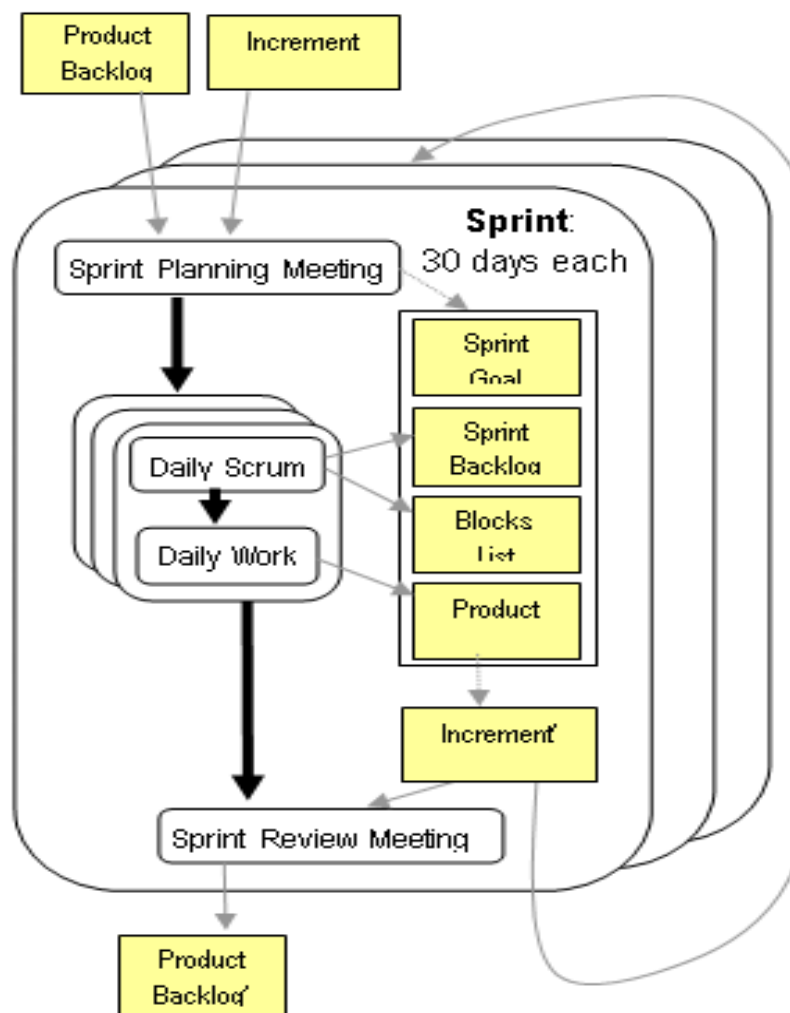 Product
Backlog
Increment
Sprint:
30 days each
Sprint Planning Meeting
Sprint
Goal
Sprint
Backlog
Daily Scrum
Blocks
List
Daily Work
Product
Increment'
Sprint Review Meeting
Product
Backlog'